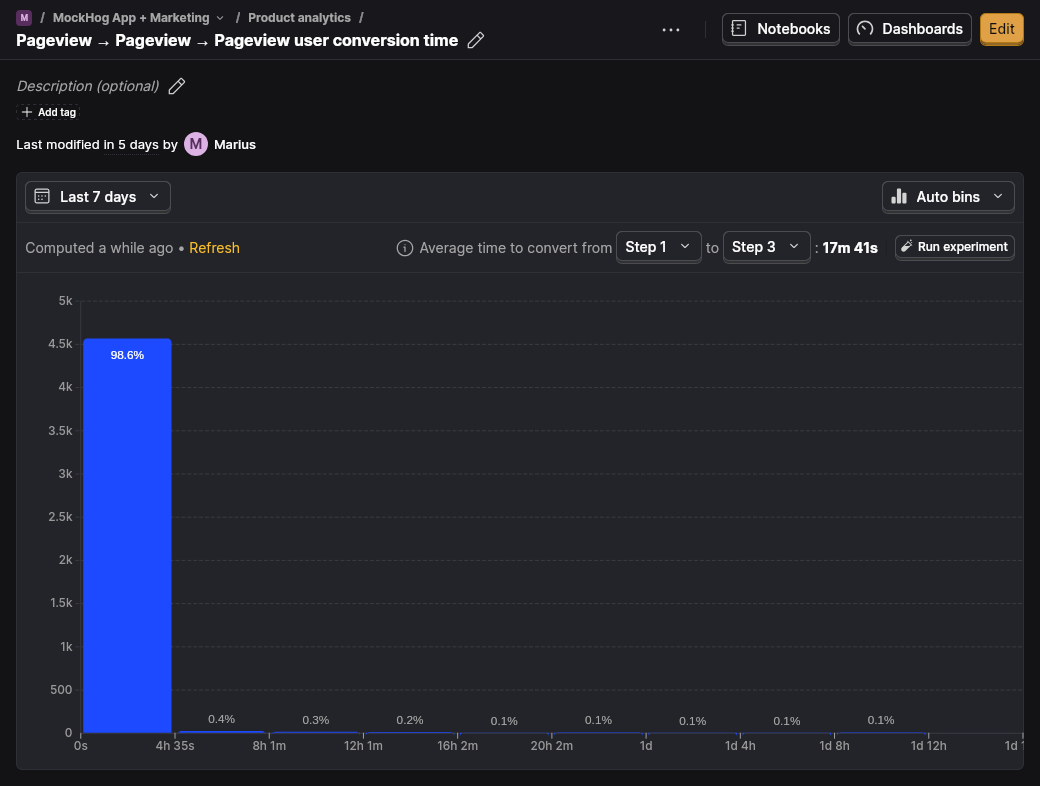 M / MockHog App + Marketing / Product analytics /
Pageview → Pageview → Pageview user conversion time
Notebooks
Dashboards
Edit
Description (optional)
Add tag
Last modified in 5 days by M Marius
Last 7 days
Auto bins
Computed a while ago • Refresh
Average time to convert from Step 1 to Step 3 : 17m 41s
Run experiment
5k
4.5k
4k
3.5k
3k
2.5k
2k
1.5k
1k
500
0
98.6%
0.4%
0.3%
0.2%
0.1%
0.1%
0.1%
0.1%
0.1%
0s
4h 35s
8h 1m
12h 1m
16h 2m
20h 2m
1d
1d 4h
1d 8h
1d 12h
1d